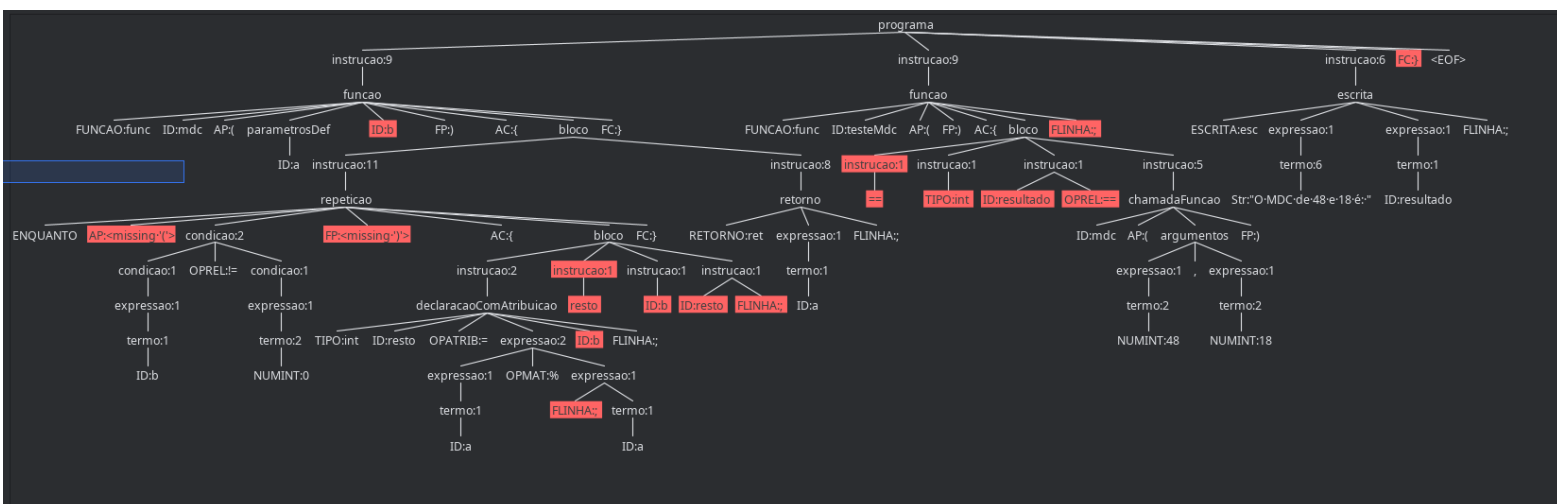 programa
instrucao:9 instrucao:9 instrucao:6 FC:} <EOF>
funcao funcao escrita
FUNCAO:func ID:mdc AP:( parametrosDef ID:b FP:) AC:{ bloco FC:} FUNCAO:func ID:testeMdc AP:( FP:) AC:{ bloco FLINHA:; ESCRITA:esc expressao:1 expressao:1 FLINHA:;
ID:a instrucao:11 instrucao:8 instrucao:1 instrucao:1 instrucao:1 instrucao:5 termo:6 termo:1
repeticao retorno == TIPO:int ID:resultado OPREL:== chamadaFuncao Str:"O·MDC·de·48·e·18·é:·" ID:resultado
ENQUANTO AP:<missing·'('> condicao:2 FP:<missing·')'> AC:{ bloco FC:} RETORNO:ret expressao:1 FLINHA:; ID:mdc AP:( argumentos FP:)
condicao:1 OPREL:!= condicao:1 instrucao:2 instrucao:1 instrucao:1 instrucao:1 termo:1 expressao:1 , expressao:1
expressao:1 expressao:1 declaracaoComAtribuicao resto ID:b ID:resto FLINHA:; ID:a termo:2 termo:2
termo:1 termo:2 TIPO:int ID:resto OPATRIB:= expressao:2 ID:b FLINHA:; NUMINT:48 NUMINT:18
ID:b NUMINT:0 expressao:1 OPMAT:% expressao:1
termo:1 FLINHA:; termo:1
ID:a ID:a